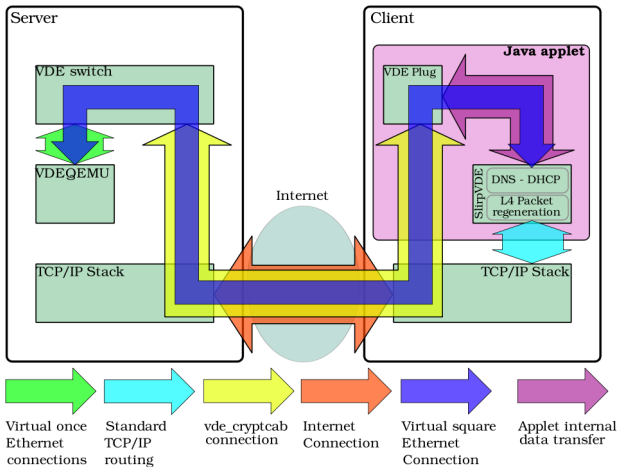 Server
Client
Java applet
VDE switch
VDE Plug
VDEQEMU
SlirpVDE
DNS - DHCP
L4 Packet
regeneration
Internet
TCP/IP Stack
TCP/IP Stack
Virtual once
Ethernet
connections
Standard
TCP/IP
routing
vde_cryptcab
connection
Internet
Connection
Virtual square
Ethernet
Connection
Applet internal
data transfer